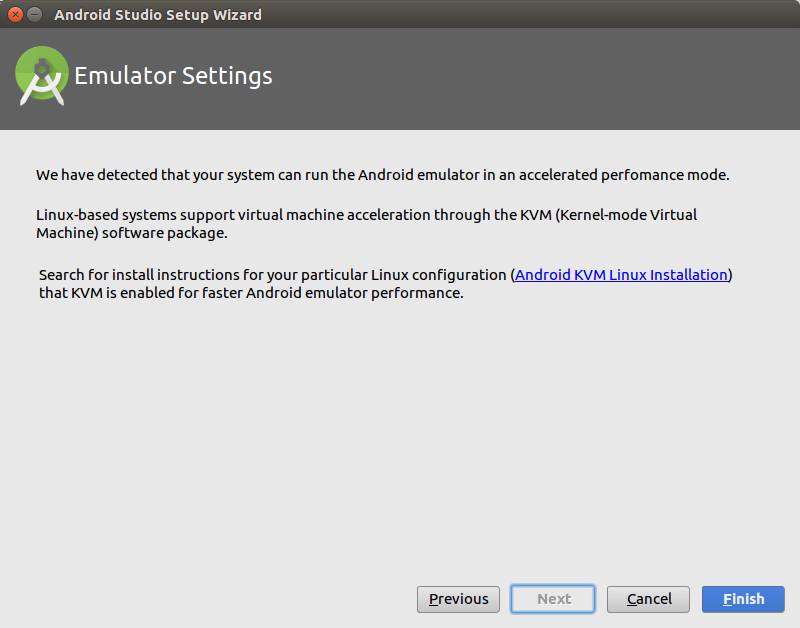 Android Studio Setup Wizard
Emulator Settings
We have detected that your system can run the Android emulator in an accelerated perfomance mode.
Linux-based systems support virtual machine acceleration through the KVM (Kernel-mode Virtual
Machine) software package.
Search for install instructions for your particular Linux configuration (Android KVM Linux Installation)
that KVM is enabled for faster Android emulator performance.
Previous Next Cancel Finish